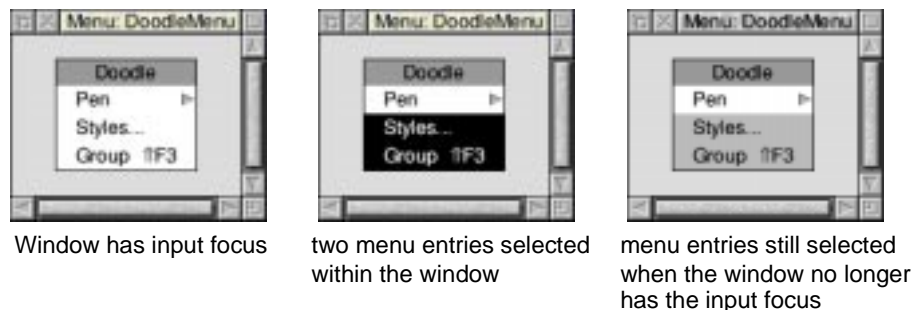 Menu: DoodleMenu
Doodle
Pen
Styles...
Group ⇑F3
Window has input focus
Menu: DoodleMenu
Doodle
Pen
Styles...
Group ⇑F3
two menu entries selected
within the window
Menu: DoodleMenu
Doodle
Pen
Styles...
Group ⇑F3
menu entries still selected
when the window no longer
has the input focus